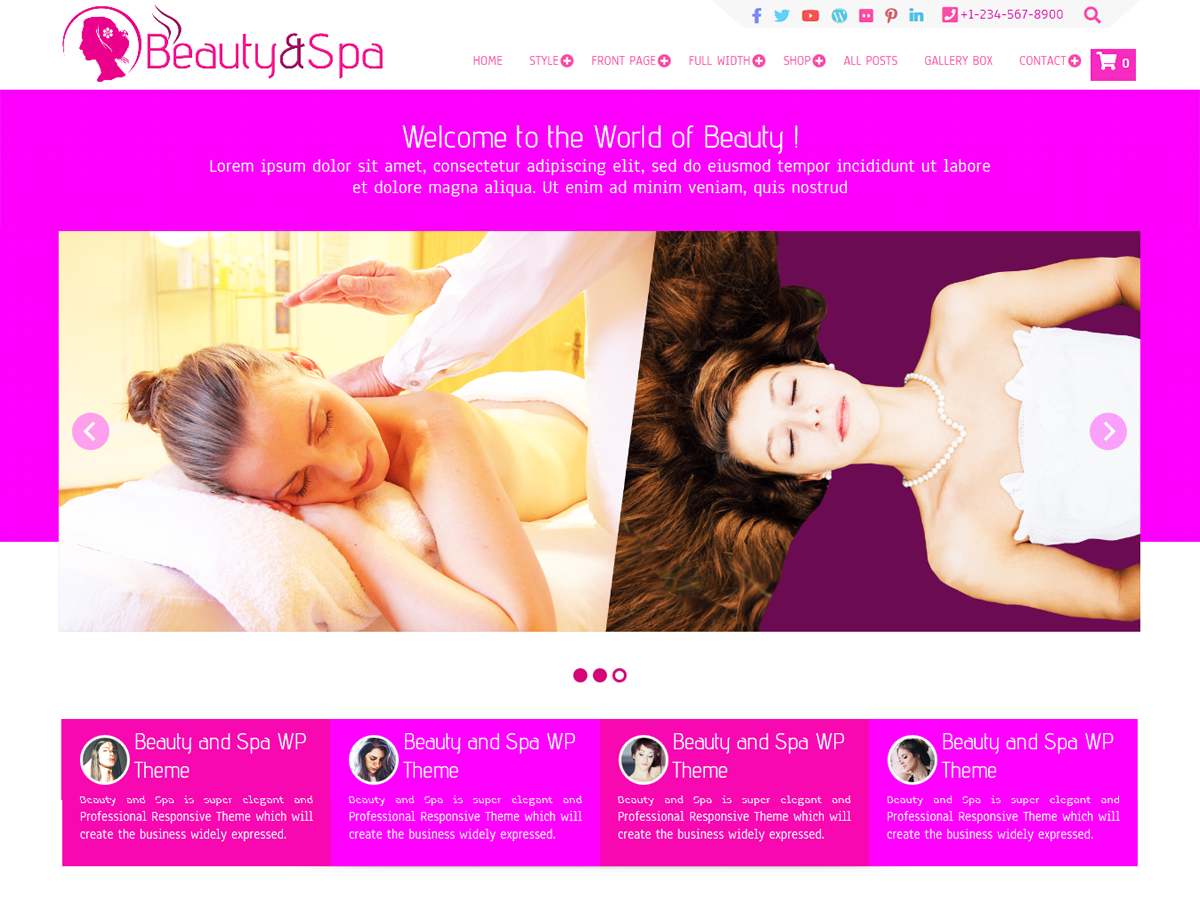 +1-234-567-8900
Beauty&Spa
HOME STYLE FRONT PAGE FULL WIDTH SHOP ALL POSTS GALLERY BOX CONTACT 0
Welcome to the World of Beauty !
Lorem ipsum dolor sit amet, consectetur adipiscing elit, sed do eiusmod tempor incididunt ut labore
et dolore magna aliqua. Ut enim ad minim veniam, quis nostrud
Beauty and Spa WP
Theme
Beauty and Spa is super elegant and
Professional Responsive Theme which will
create the business widely expressed.
Beauty and Spa WP
Theme
Beauty and Spa is super elegant and
Professional Responsive Theme which will
create the business widely expressed.
Beauty and Spa WP
Theme
Beauty and Spa is super elegant and
Professional Responsive Theme which will
create the business widely expressed.
Beauty and Spa WP
Theme
Beauty and Spa is super elegant and
Professional Responsive Theme which will
create the business widely expressed.